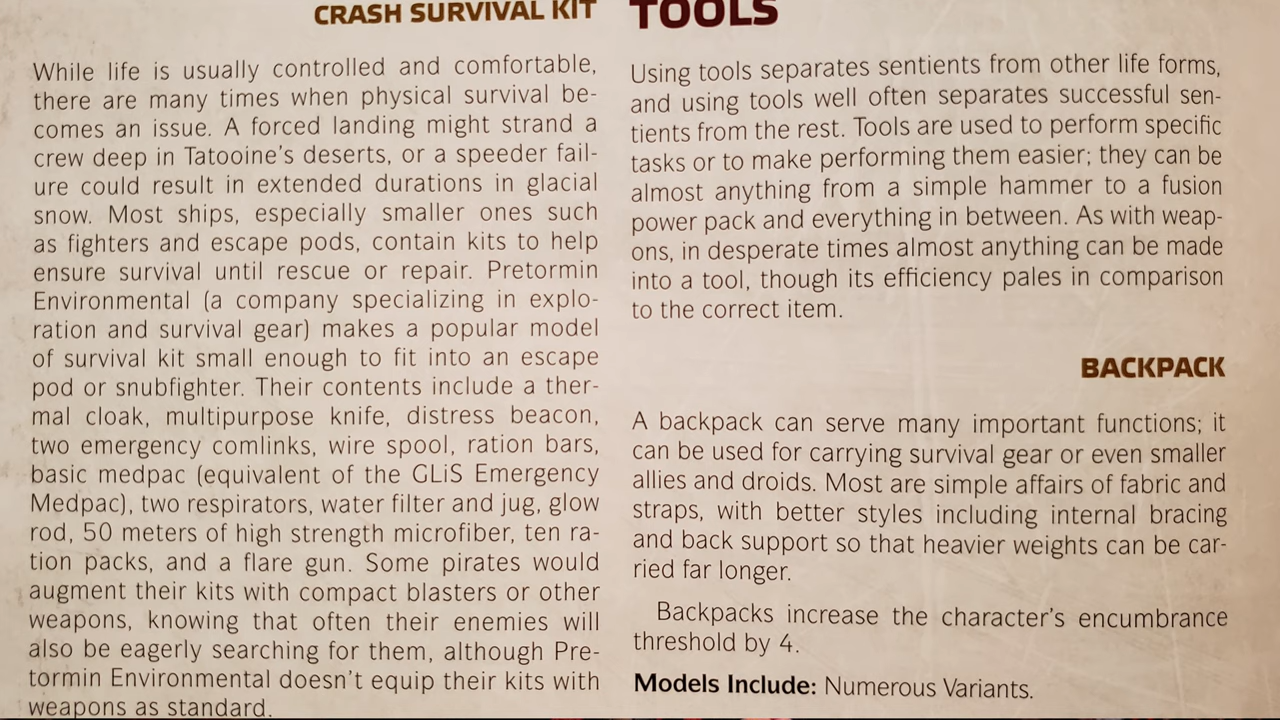 CRASH SURVIVAL KIT
While life is usually controlled and comfortable,
there are many times when physical survival be-
comes an issue. A forced landing might strand a
crew deep in Tatooine's deserts, or a speeder fail-
ure could result in extended durations in glacial
snow. Most ships, especially smaller ones such
as fighters and escape pods, contain kits to help
ensure survival until rescue or repair. Pretormin
Environmental (a company specializing in explo-
ration and survival gear) makes a popular model
of survival kit small enough to fit into an escape
pod or snubfighter. Their contents include a ther-
mal cloak, multipurpose knife, distress beacon,
two emergency comlinks, wire spool, ration bars,
basic medpac (equivalent of the GLiS Emergency
Medpac), two respirators, water filter and jug, glow
rod, 50 meters of high strength microfiber, ten ra-
tion packs, and a flare gun. Some pirates would
augment their kits with compact blasters or other
weapons, knowing that often their enemies will
also be eagerly searching for them, although Pre-
tormin Environmental doesn't equip their kits with
weapons as standard.
TOOLS
Using tools separates sentients from other life forms,
and using tools well often separates successful sen-
tients from the rest. Tools are used to perform specific
tasks or to make performing them easier; they can be
almost anything from a simple hammer to a fusion
power pack and everything in between. As with weap-
ons, in desperate times almost anything can be made
into a tool, though its efficiency pales in comparison
to the correct item.
BACKPACK
A backpack can serve many important functions; it
can be used for carrying survival gear or even smaller
allies and droids. Most are simple affairs of fabric and
straps, with better styles including internal bracing
and back support so that heavier weights can be car-
ried far longer.
Backpacks increase the character's encumbrance
threshold by 4.
Models Include: Numerous Variants.